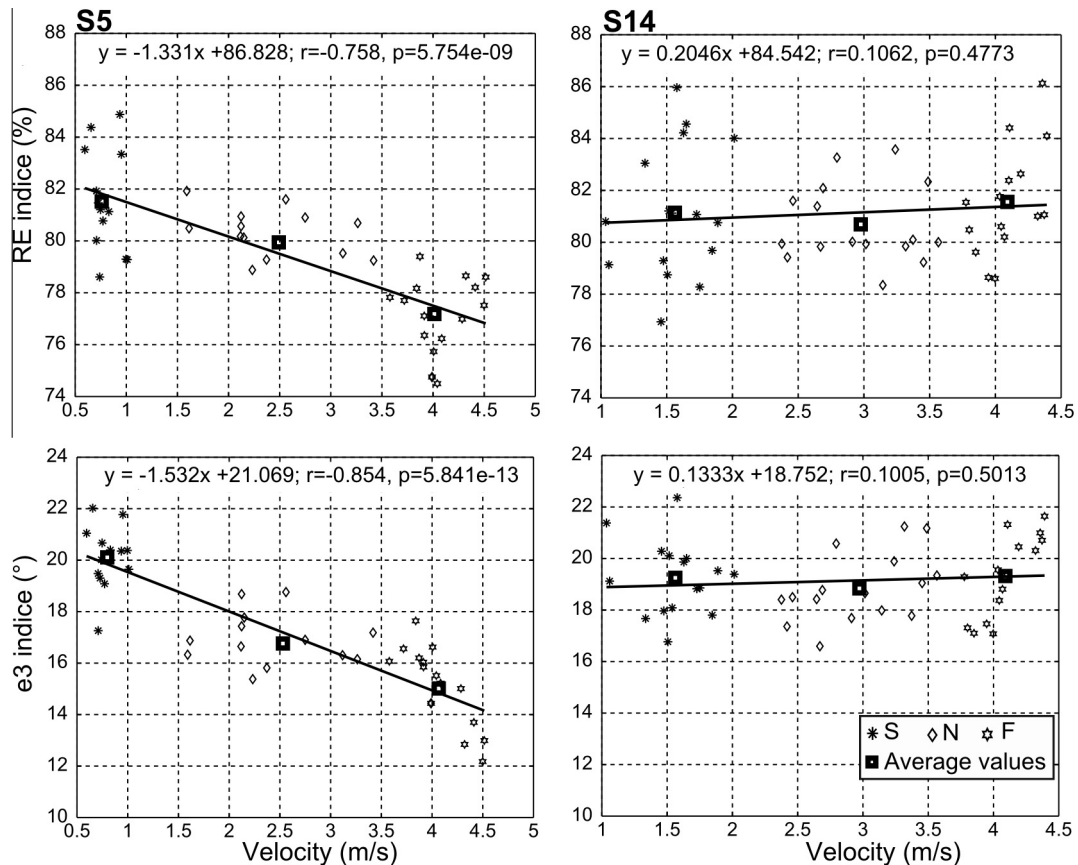 S5
S14
y = -1.331x +86.828; r=-0.758, p=5.754e-09
y = 0.2046x +84.542; r=0.1062, p=0.4773
RE indice (%)
88
86
84
82
80
78
76
74
0.5 1 1.5 2 2.5 3 3.5 4 4.5 5
88
86
84
82
80
78
76
74
1 1.5 2 2.5 3 3.5 4 4.5
y = -1.532x +21.069; r=-0.854, p=5.841e-13
y = 0.1333x +18.752; r=0.1005, p=0.5013
e3 indice (°)
24
22
20
18
16
14
12
10
0.5 1 1.5 2 2.5 3 3.5 4 4.5 5
Velocity (m/s)
24
22
20
18
16
14
12
10
1 1.5 2 2.5 3 3.5 4 4.5
Velocity (m/s)
S N F
Average values